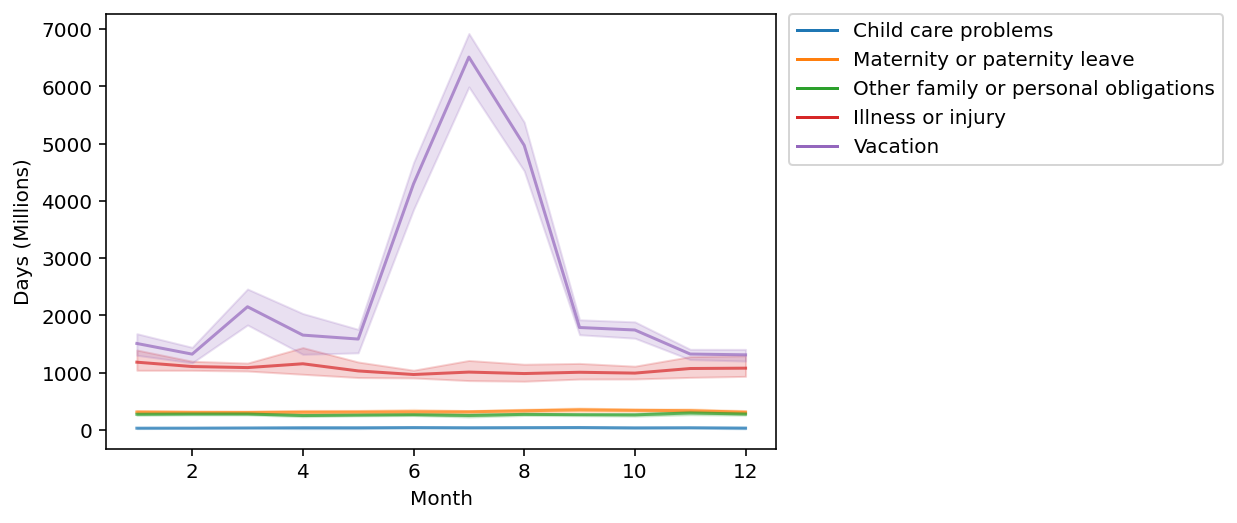 7000
6000
5000
4000
3000
2000
1000
0
Days (Millions)
2 4 6 8 10 12
Month
Child care problems
Maternity or paternity leave
Other family or personal obligations
Illness or injury
Vacation